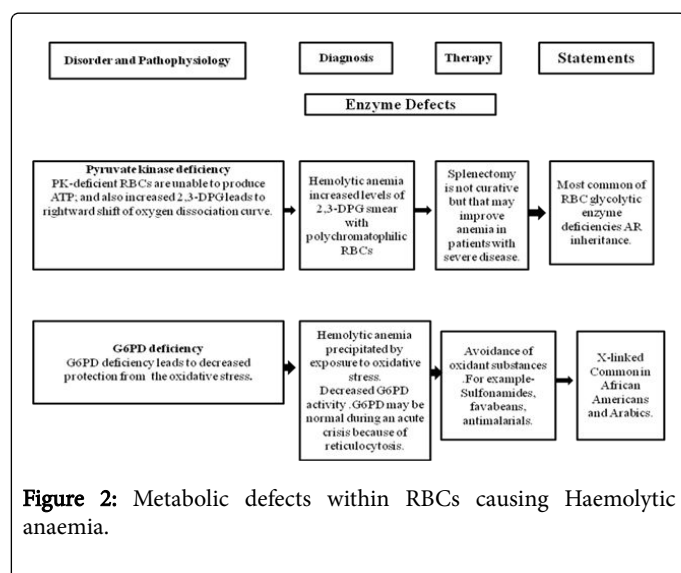 Disorder and Pathophysiology
Diagnosis
Therapy
Statements
Enzyme Defects
Pyruvate kinase deficiency
PK-deficient RBCs are unable to produce
ATP; and also increased 2,3-DPG leads to
rightward shift of oxygen dissociation curve.
Hemolytic anemia
increased levels of
2,3-DPG smear
with
polychromatophilic
RBCs
Splenectomy
is not curative
but that may
improve
anemia in
patients with
severe disease.
Most common of
RBC glycolytic
enzyme
deficiencies AR
inheritance.
G6PD deficiency
G6PD deficiency leads to decreased
protection from the oxidative stress.
Hemolytic anemia
precipitated by
exposure to oxidative
stress.
Decreased G6PD
activity .G6PD may be
normal during an acute
crisis because of
reticulocytosis.
Avoidance of
oxidant substances
.For example-
Sulfonamides,
favabeans,
antimalarials.
X-linked
Common in
African
Americans
and Arabics.
Figure 2: Metabolic defects within RBCs causing Haemolytic
anaemia.